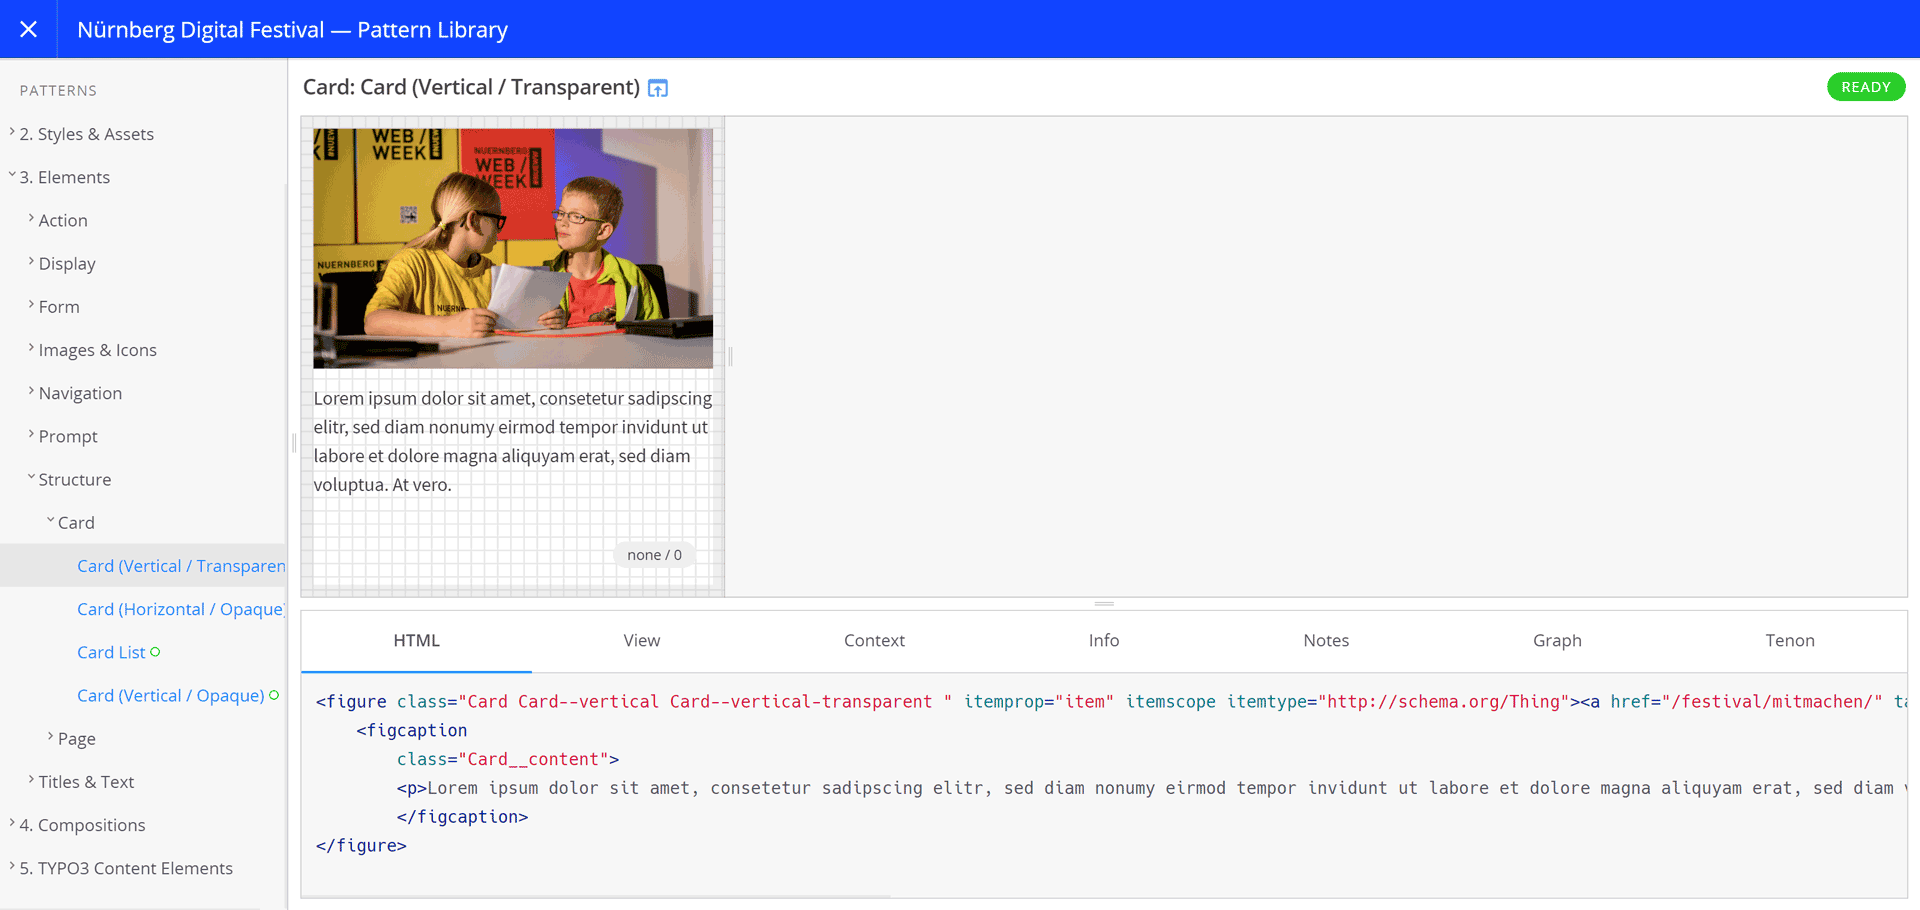 Nürnberg Digital Festival — Pattern Library
PATTERNS
2. Styles & Assets
3. Elements
Action
Display
Form
Images & Icons
Navigation
Prompt
Structure
Card
Card (Vertical / Transparen
Card (Horizontal / Opaque)
Card List
Card (Vertical / Opaque)
Page
Titles & Text
4. Compositions
5. TYPO3 Content Elements
Card: Card (Vertical / Transparent)
READY
WEB /
WEEK
#NUEWW
NUERNBERG
WEB /
WEEK
NUERNBERG
Lorem ipsum dolor sit amet, consetetur sadipscing
elitr, sed diam nonumy eirmod tempor invidunt ut
labore et dolore magna aliquyam erat, sed diam
voluptua. At vero.
none / 0
HTML View Context Info Notes Graph Tenon
<figure class="Card Card--vertical Card--vertical-transparent " itemprop="item" itemscope itemtype="http://schema.org/Thing"><a href="/festival/mitmachen/" ta
<figcaption
class="Card__content">
<p>Lorem ipsum dolor sit amet, consetetur sadipscing elitr, sed diam nonumy eirmod tempor invidunt ut labore et dolore magna aliquyam erat, sed diam
</figcaption>
</figure>